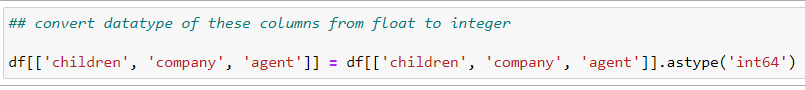 ## convert datatype of these columns from float to integer
df[['children', 'company', 'agent']] = df[['children', 'company', 'agent']].astype('int64')